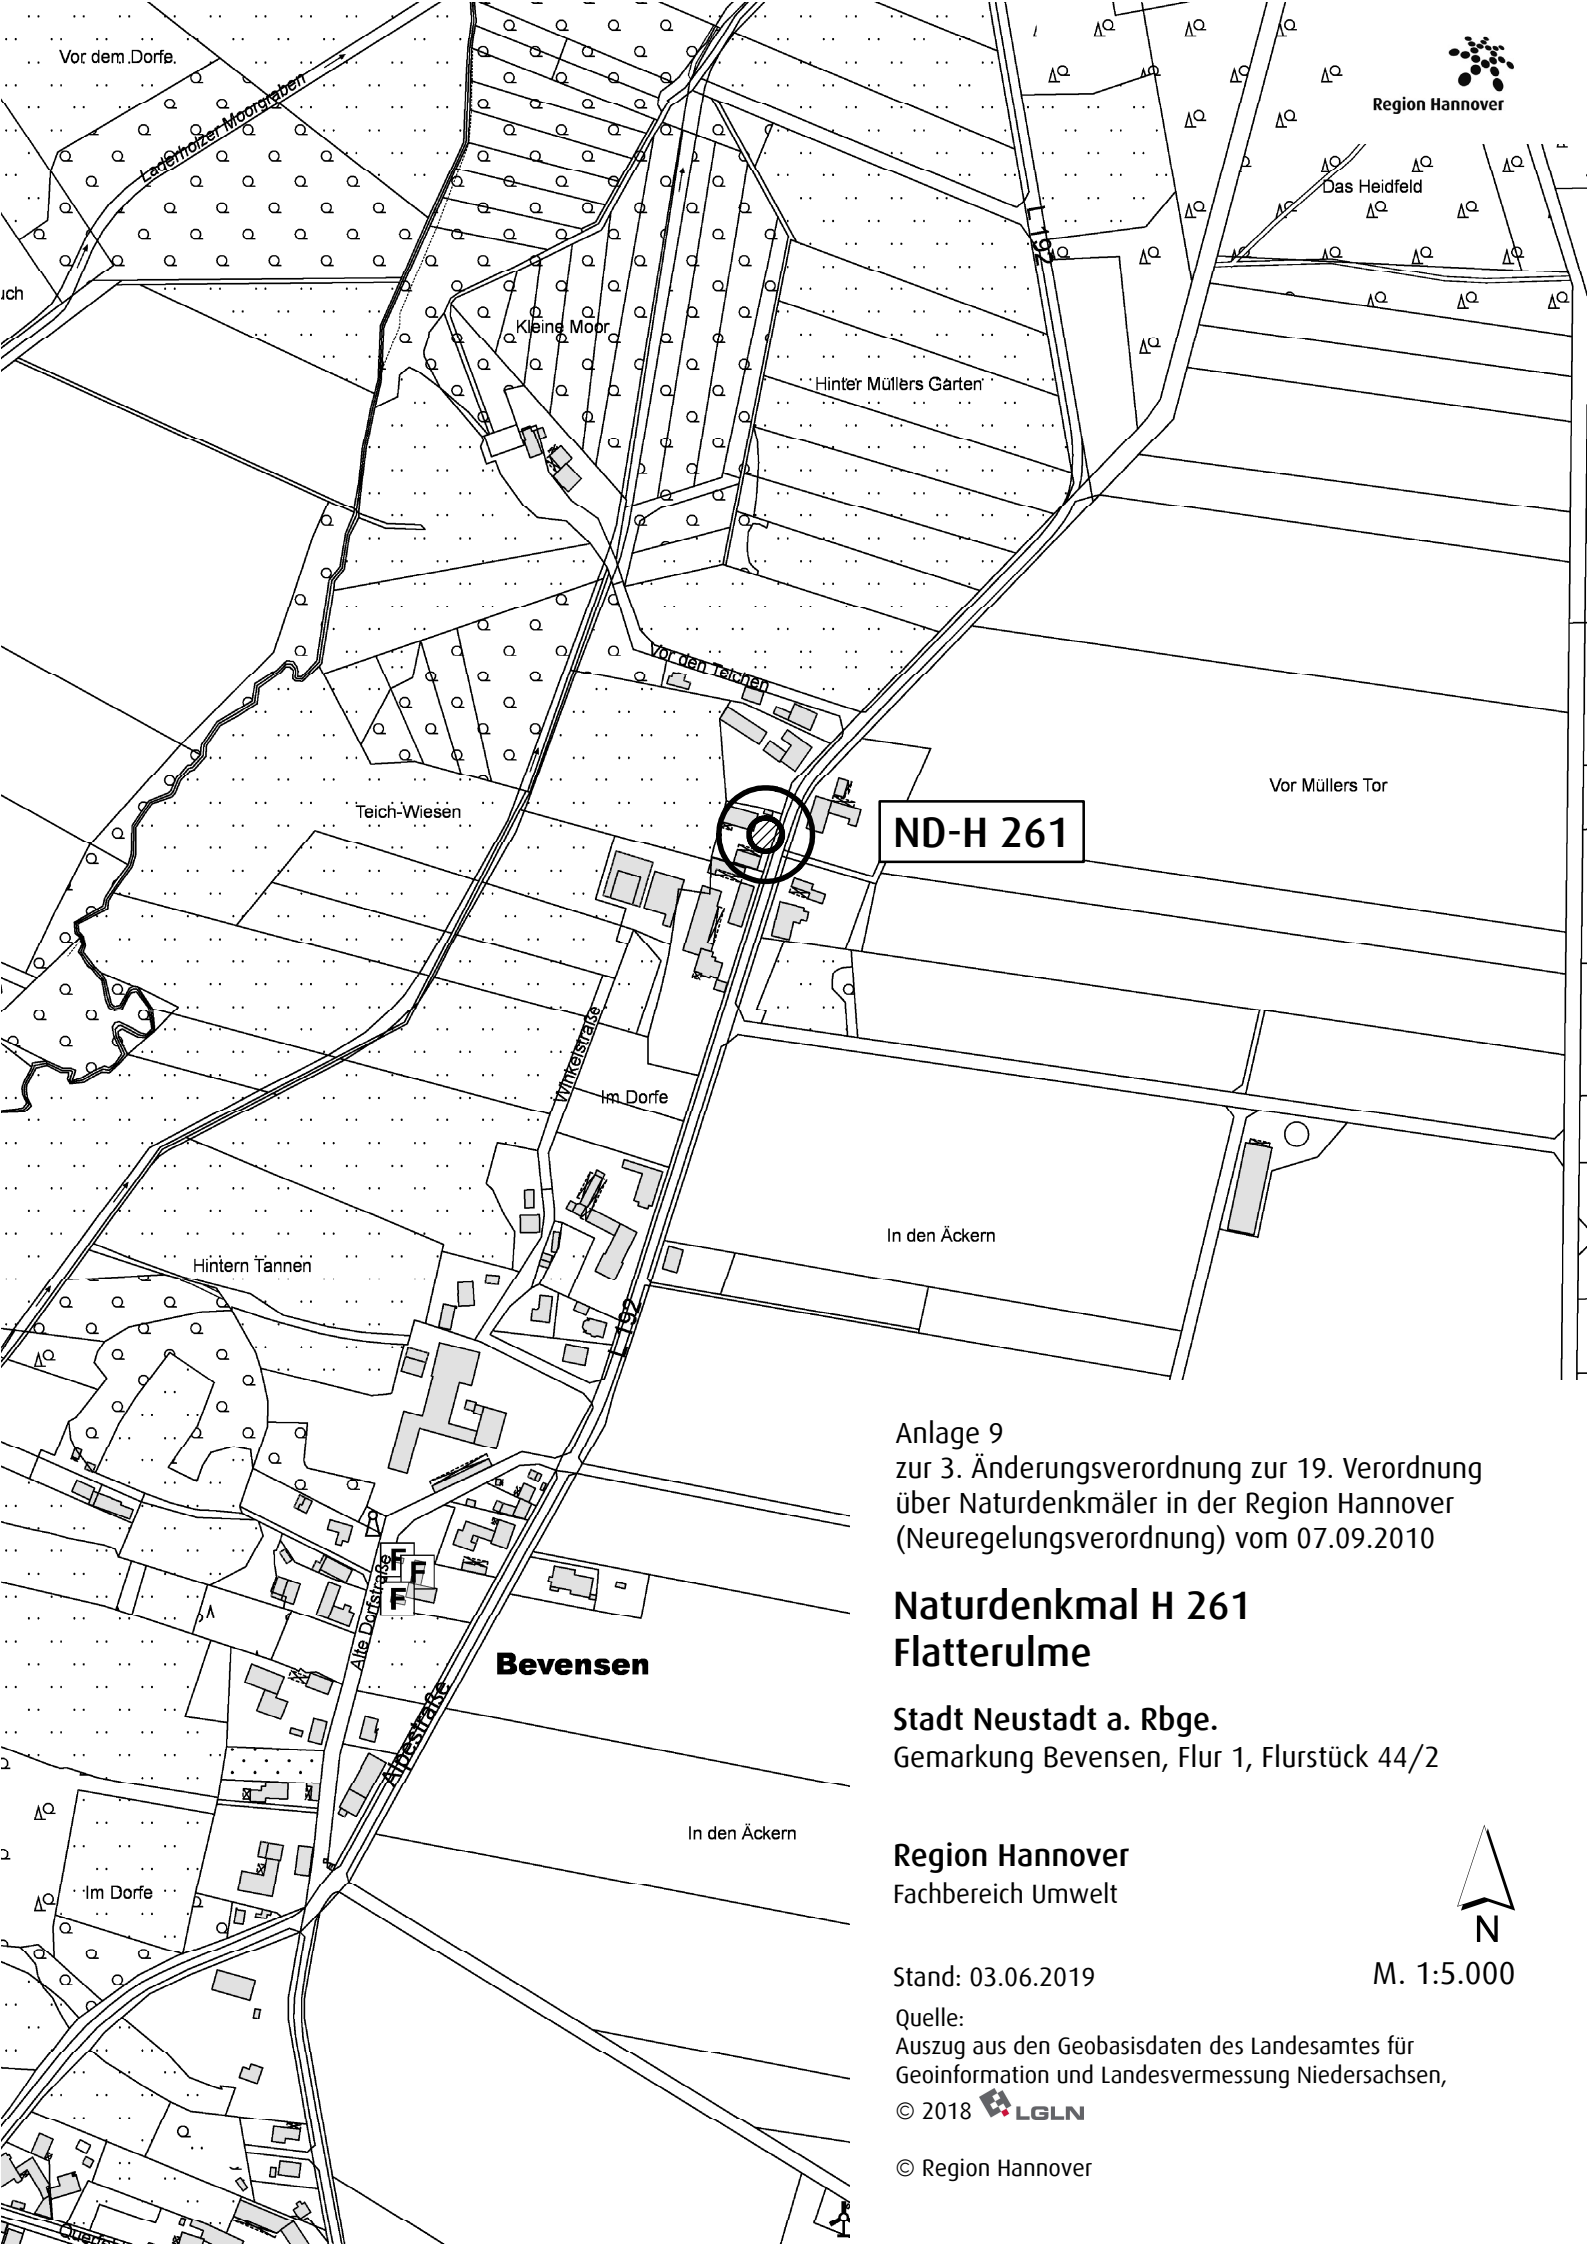 Vor dem Dorfe
Laderholzer Moorgraben
Region Hannover
Das Heidfeld
L 192
Kleine Moor
Hinter Müllers Garten
Vor den Teichen
Vor Müllers Tor
Teich-Wiesen
ND-H 261
Winkelstraße
Im Dorfe
In den Äckern
Hintern Tannen
L 192
Anlage 9
zur 3. Änderungsverordnung zur 19. Verordnung
über Naturdenkmäler in der Region Hannover
(Neuregelungsverordnung) vom 07.09.2010
F
F
F
Alte Dorfstraße
Naturdenkmal H 261
Flatterulme
Bevensen
Alpestraße
Stadt Neustadt a. Rbge.
Gemarkung Bevensen, Flur 1, Flurstück 44/2
In den Äckern
Im Dorfe
Region Hannover
Fachbereich Umwelt
N
Stand: 03.06.2019
M. 1:5.000
Quelle:
Auszug aus den Geobasisdaten des Landesamtes für
Geoinformation und Landesvermessung Niedersachsen,
© 2018 LGLN
© Region Hannover